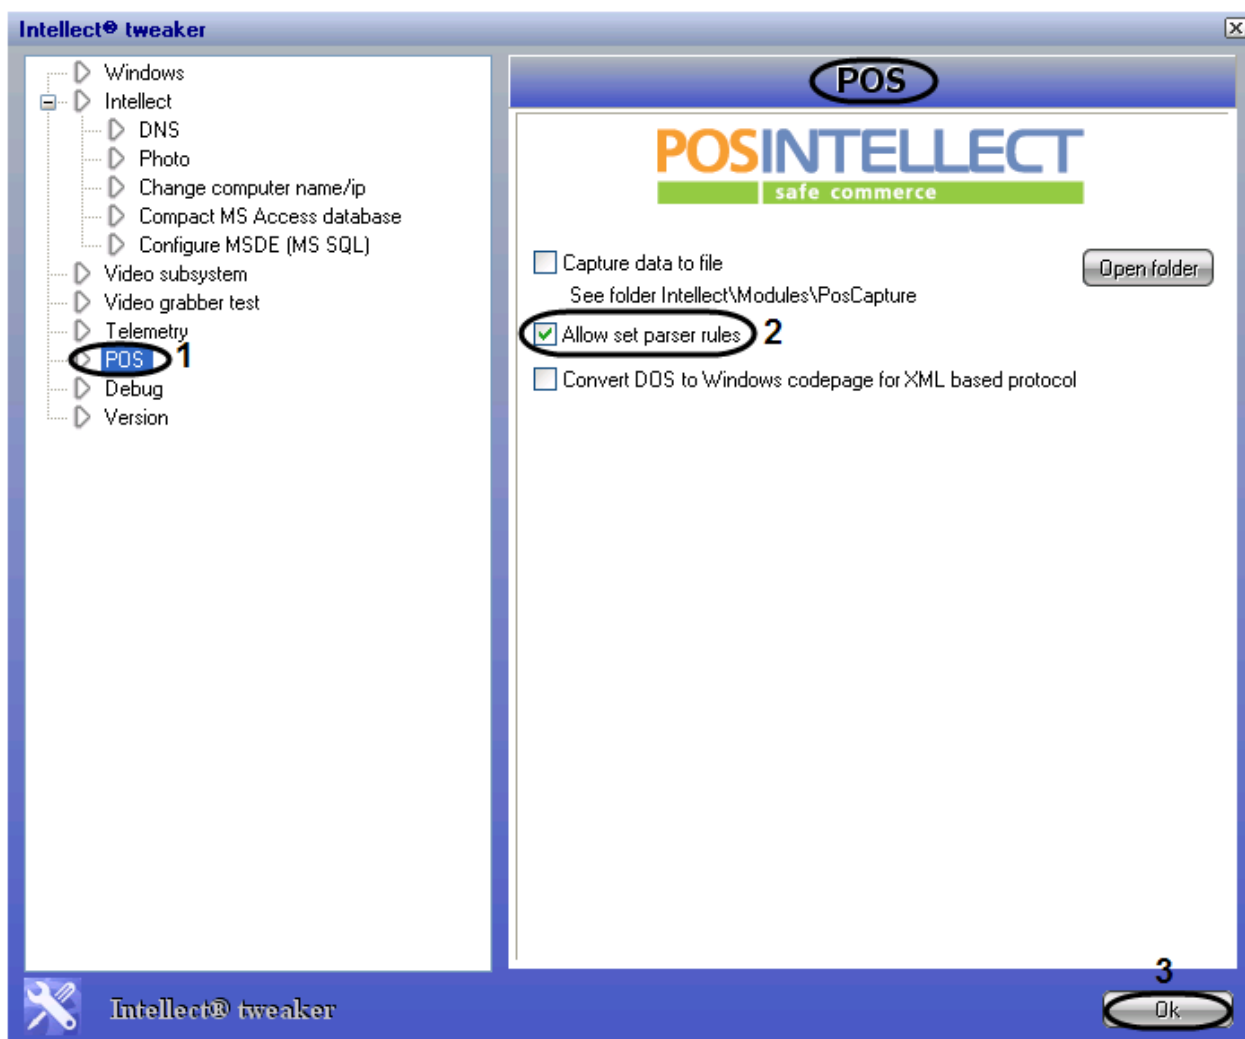 Intellect® tweaker
Windows
Intellect
DNS
Photo
Change computer name/ip
Compact MS Access database
Configure MSDE (MS SQL)
Video subsystem
Video grabber test
Telemetry
POS 1
Debug
Version
POS
POSINTELLECT
safe commerce
Capture data to file
Open folder
See folder Intellect\Modules\PosCapture
Allow set parser rules 2
Convert DOS to Windows codepage for XML based protocol
Intellect® tweaker
3
Ok